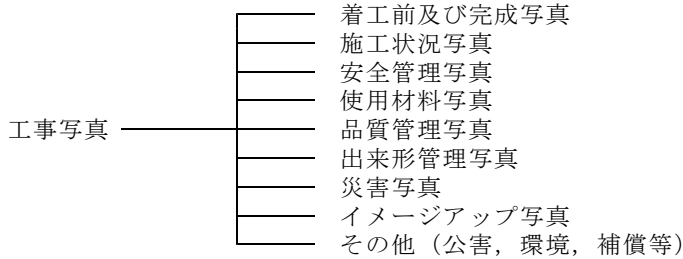 着工前及び完成写真
施工状況写真
安全管理写真
使用材料写真
工事写真
品質管理写真
出来形管理写真
災害写真
イメージアップ写真
その他（公害，環境，補償等）